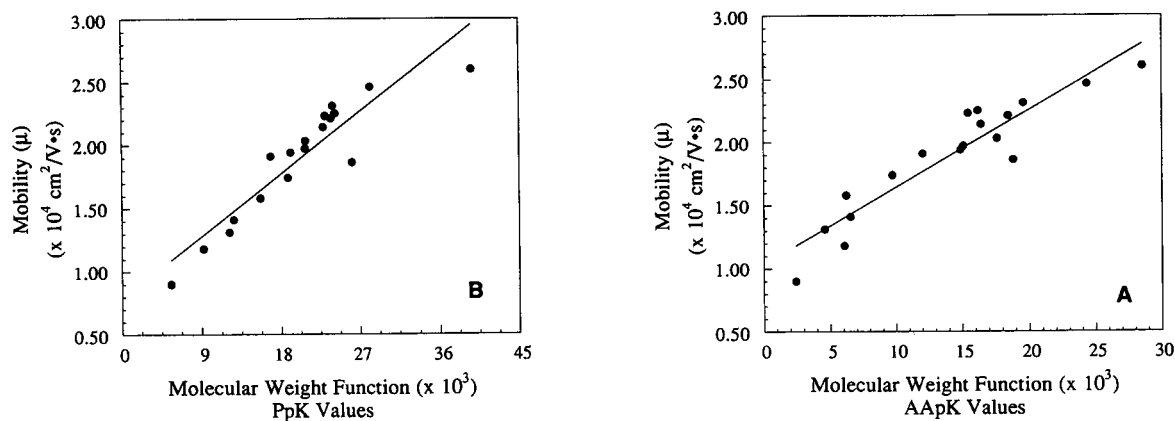 Mobility (μ)
(x 10⁴ cm²/V•s)
3.00
2.50
2.00
1.50
1.00
0.50
B
0 9 18 27 36 45
Molecular Weight Function (x 10³)
PpK Values
Mobility (μ)
(x 10⁴ cm²/V•s)
3.00
2.50
2.00
1.50
1.00
0.50
A
0 5 10 15 20 25 30
Molecular Weight Function (x 10³)
AApK Values